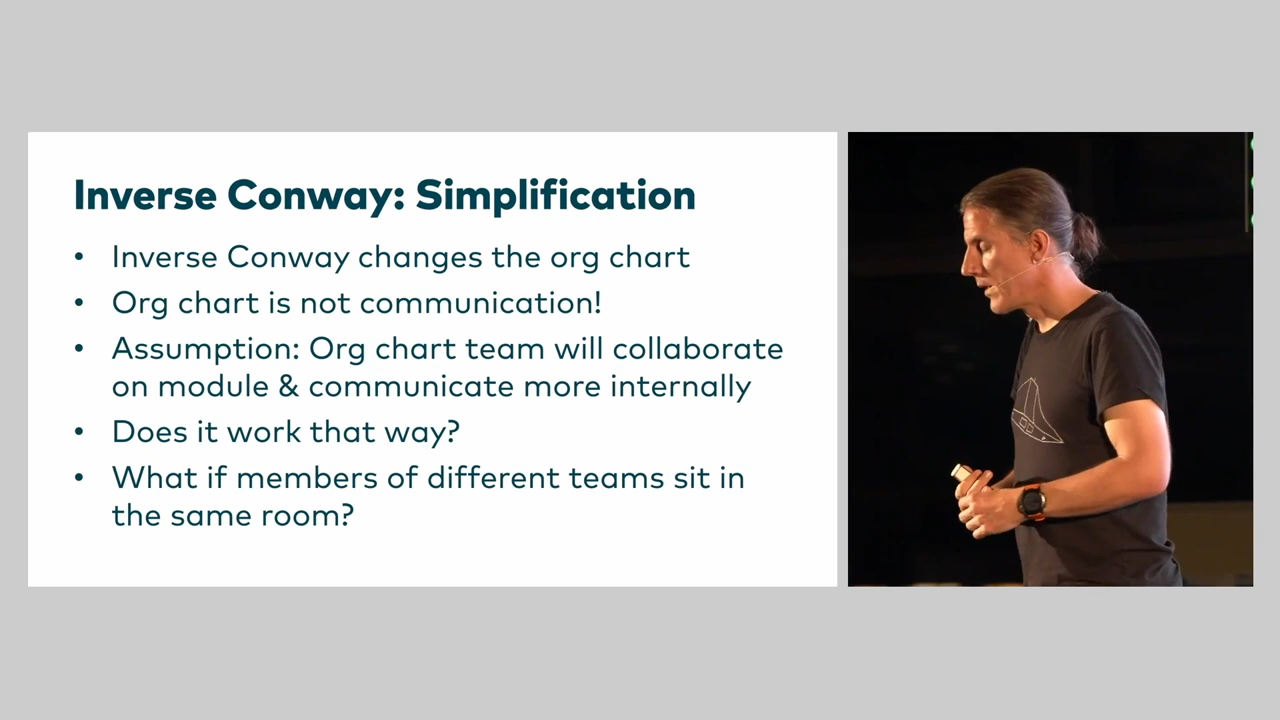 Inverse Conway: Simplification
• Inverse Conway changes the org chart
• Org chart is not communication!
• Assumption: Org chart team will collaborate
on module & communicate more internally
• Does it work that way?
• What if members of different teams sit in
the same room?